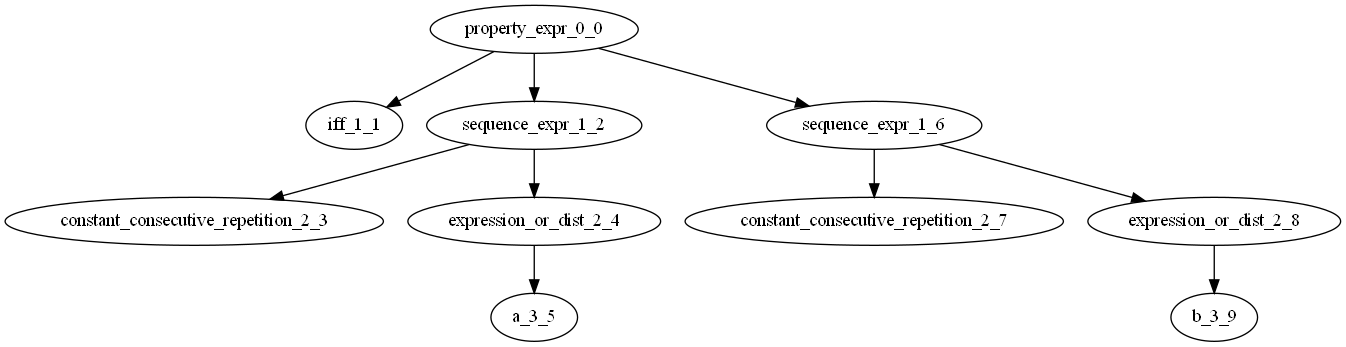 property_expr_0_0
iff_1_1
sequence_expr_1_2
sequence_expr_1_6
constant_consecutive_repetition_2_3
expression_or_dist_2_4
constant_consecutive_repetition_2_7
expression_or_dist_2_8
a_3_5
b_3_9